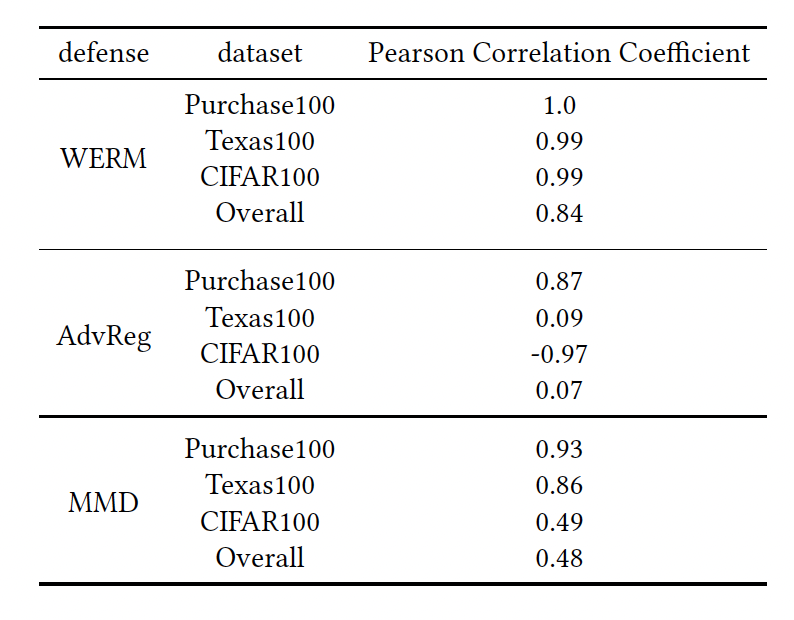 defense dataset Pearson Correlation Coefficient
WERM
Purchase100 1.0
Texas100 0.99
CIFAR100 0.99
Overall 0.84
AdvReg
Purchase100 0.87
Texas100 0.09
CIFAR100 -0.97
Overall 0.07
MMD
Purchase100 0.93
Texas100 0.86
CIFAR100 0.49
Overall 0.48